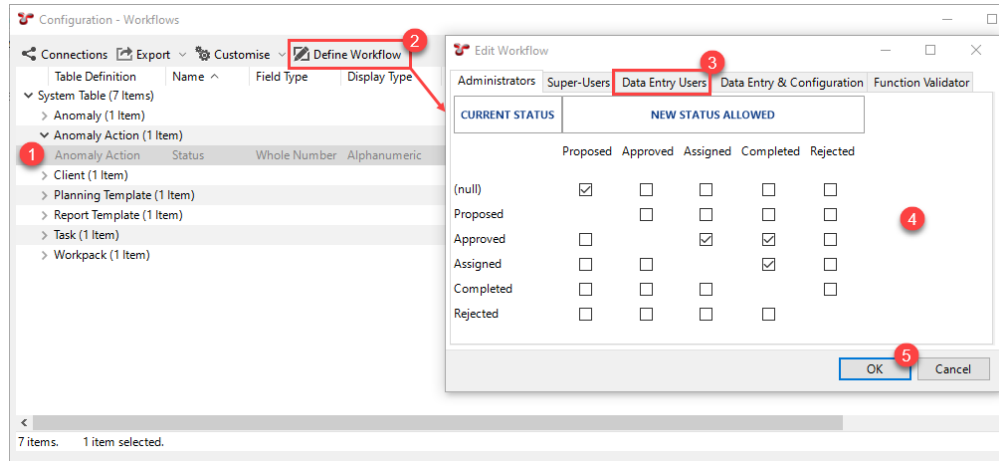 Configuration - Workflows
Connections Export Customise Define Workflow
2
Table Definition Name Field Type Display Type
System Table (7 Items)
Anomaly (1 Item)
Anomaly Action (1 Item)
1
Anomaly Action Status Whole Number Alphanumeric
Client (1 Item)
Planning Template (1 Item)
Report Template (1 Item)
Task (1 Item)
Workpack (1 Item)
7 items. 1 item selected.
Edit Workflow
3
Administrators Super-Users Data Entry Users Data Entry & Configuration Function Validator
CURRENT STATUS NEW STATUS ALLOWED
Proposed Approved Assigned Completed Rejected
(null)
Proposed
4
Approved
Assigned
Completed
Rejected
5
OK Cancel